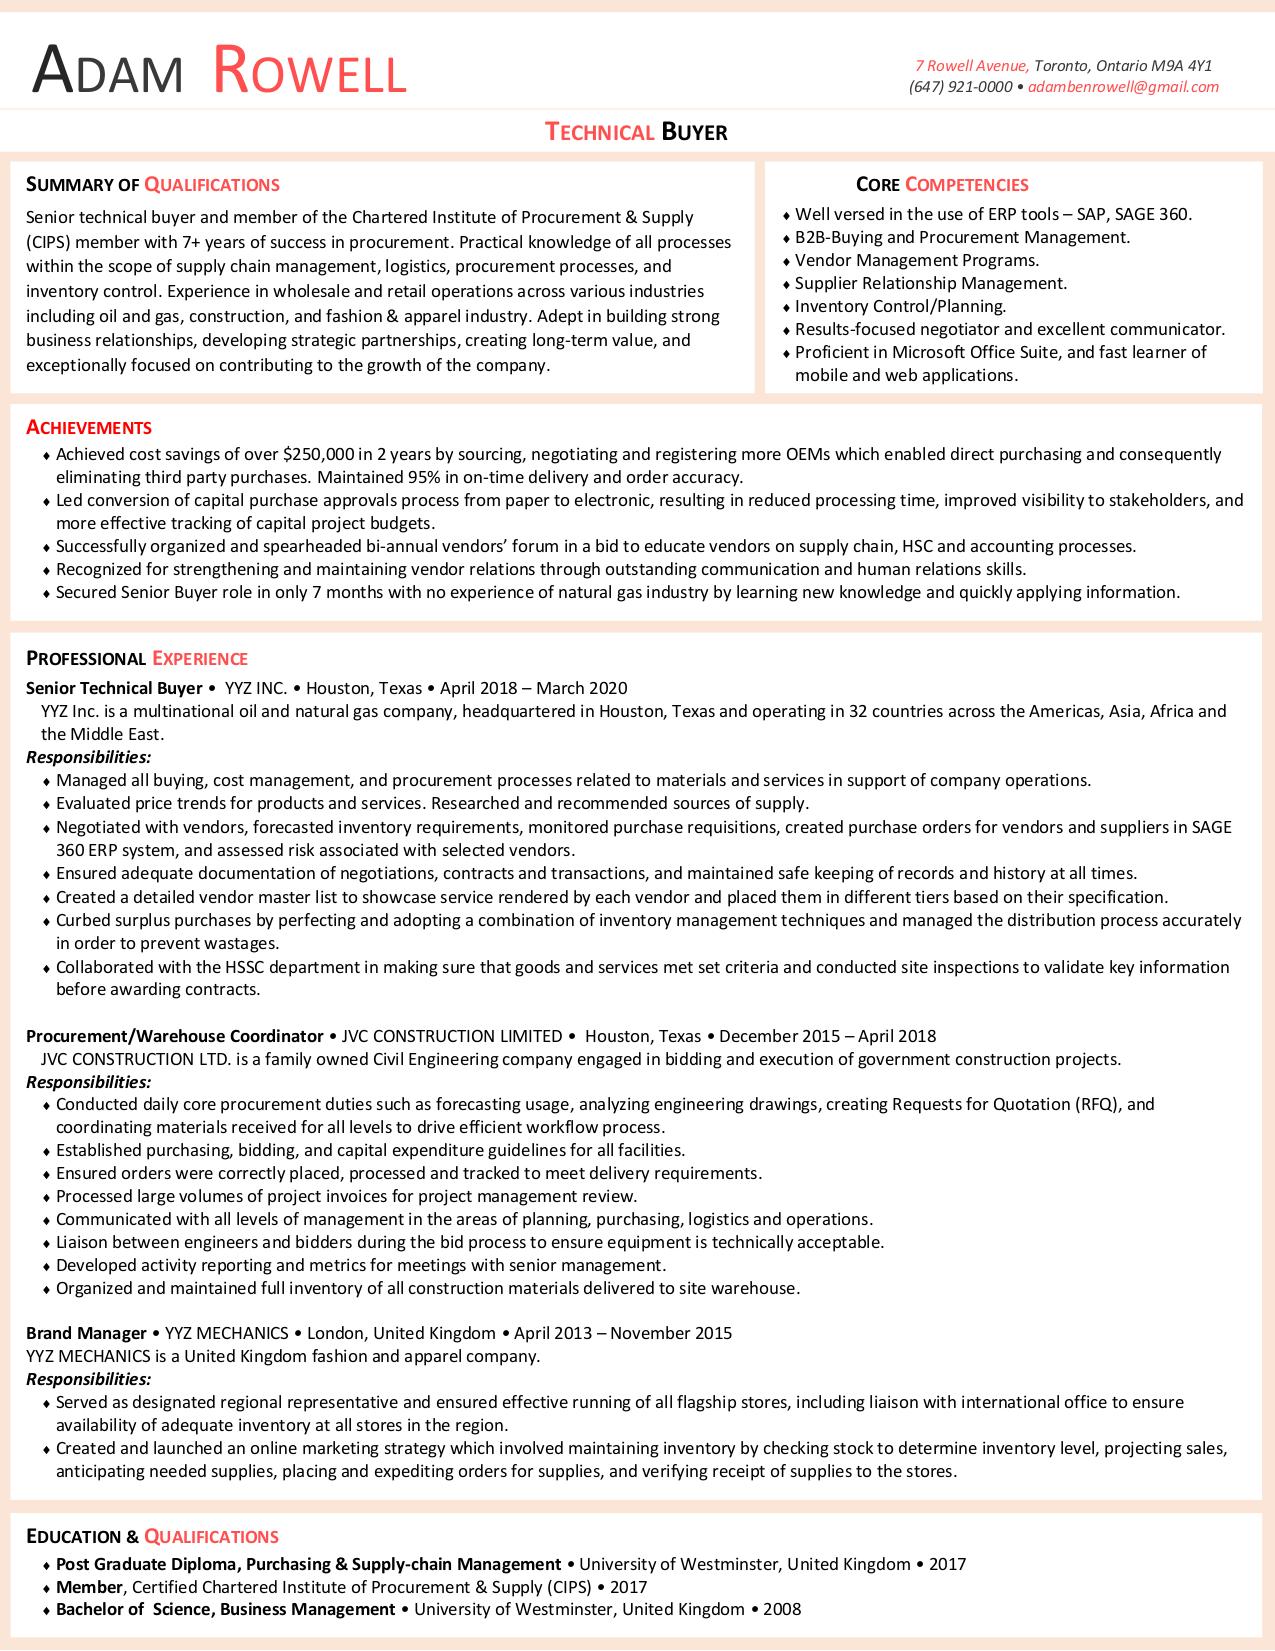 ADAM ROWELL
7 Rowell Avenue, Toronto, Ontario M9A 4Y1
(647) 921-0000 • adambenrowell@gmail.com
TECHNICAL BUYER
SUMMARY OF QUALIFICATIONS
Senior technical buyer and member of the Chartered Institute of Procurement & Supply
(CIPS) member with 7+ years of success in procurement. Practical knowledge of all processes
within the scope of supply chain management, logistics, procurement processes, and
inventory control. Experience in wholesale and retail operations across various industries
including oil and gas, construction, and fashion & apparel industry. Adept in building strong
business relationships, developing strategic partnerships, creating long-term value, and
exceptionally focused on contributing to the growth of the company.
CORE COMPETENCIES
♦ Well versed in the use of ERP tools – SAP, SAGE 360.
♦ B2B-Buying and Procurement Management.
♦ Vendor Management Programs.
♦ Supplier Relationship Management.
♦ Inventory Control/Planning.
♦ Results-focused negotiator and excellent communicator.
♦ Proficient in Microsoft Office Suite, and fast learner of
mobile and web applications.
ACHIEVEMENTS
♦ Achieved cost savings of over $250,000 in 2 years by sourcing, negotiating and registering more OEMs which enabled direct purchasing and consequently
eliminating third party purchases. Maintained 95% in on-time delivery and order accuracy.
♦ Led conversion of capital purchase approvals process from paper to electronic, resulting in reduced processing time, improved visibility to stakeholders, and
more effective tracking of capital project budgets.
♦ Successfully organized and spearheaded bi-annual vendors’ forum in a bid to educate vendors on supply chain, HSC and accounting processes.
♦ Recognized for strengthening and maintaining vendor relations through outstanding communication and human relations skills.
♦ Secured Senior Buyer role in only 7 months with no experience of natural gas industry by learning new knowledge and quickly applying information.
PROFESSIONAL EXPERIENCE
Senior Technical Buyer • YYZ INC. • Houston, Texas • April 2018 – March 2020
YYZ Inc. is a multinational oil and natural gas company, headquartered in Houston, Texas and operating in 32 countries across the Americas, Asia, Africa and
the Middle East.
Responsibilities:
♦ Managed all buying, cost management, and procurement processes related to materials and services in support of company operations.
♦ Evaluated price trends for products and services. Researched and recommended sources of supply.
♦ Negotiated with vendors, forecasted inventory requirements, monitored purchase requisitions, created purchase orders for vendors and suppliers in SAGE
360 ERP system, and assessed risk associated with selected vendors.
♦ Ensured adequate documentation of negotiations, contracts and transactions, and maintained safe keeping of records and history at all times.
♦ Created a detailed vendor master list to showcase service rendered by each vendor and placed them in different tiers based on their specification.
♦ Curbed surplus purchases by perfecting and adopting a combination of inventory management techniques and managed the distribution process accurately
in order to prevent wastages.
♦ Collaborated with the HSSC department in making sure that goods and services met set criteria and conducted site inspections to validate key information
before awarding contracts.
Procurement/Warehouse Coordinator • JVC CONSTRUCTION LIMITED • Houston, Texas • December 2015 – April 2018
JVC CONSTRUCTION LTD. is a family owned Civil Engineering company engaged in bidding and execution of government construction projects.
Responsibilities:
♦ Conducted daily core procurement duties such as forecasting usage, analyzing engineering drawings, creating Requests for Quotation (RFQ), and
coordinating materials received for all levels to drive efficient workflow process.
♦ Established purchasing, bidding, and capital expenditure guidelines for all facilities.
♦ Ensured orders were correctly placed, processed and tracked to meet delivery requirements.
♦ Processed large volumes of project invoices for project management review.
♦ Communicated with all levels of management in the areas of planning, purchasing, logistics and operations.
♦ Liaison between engineers and bidders during the bid process to ensure equipment is technically acceptable.
♦ Developed activity reporting and metrics for meetings with senior management.
♦ Organized and maintained full inventory of all construction materials delivered to site warehouse.
Brand Manager • YYZ MECHANICS • London, United Kingdom • April 2013 – November 2015
YYZ MECHANICS is a United Kingdom fashion and apparel company.
Responsibilities:
♦ Served as designated regional representative and ensured effective running of all flagship stores, including liaison with international office to ensure
availability of adequate inventory at all stores in the region.
♦ Created and launched an online marketing strategy which involved maintaining inventory by checking stock to determine inventory level, projecting sales,
anticipating needed supplies, placing and expediting orders for supplies, and verifying receipt of supplies to the stores.
EDUCATION & QUALIFICATIONS
♦ Post Graduate Diploma, Purchasing & Supply-chain Management • University of Westminster, United Kingdom • 2017
♦ Member, Certified Chartered Institute of Procurement & Supply (CIPS) • 2017
♦ Bachelor of Science, Business Management • University of Westminster, United Kingdom • 2008